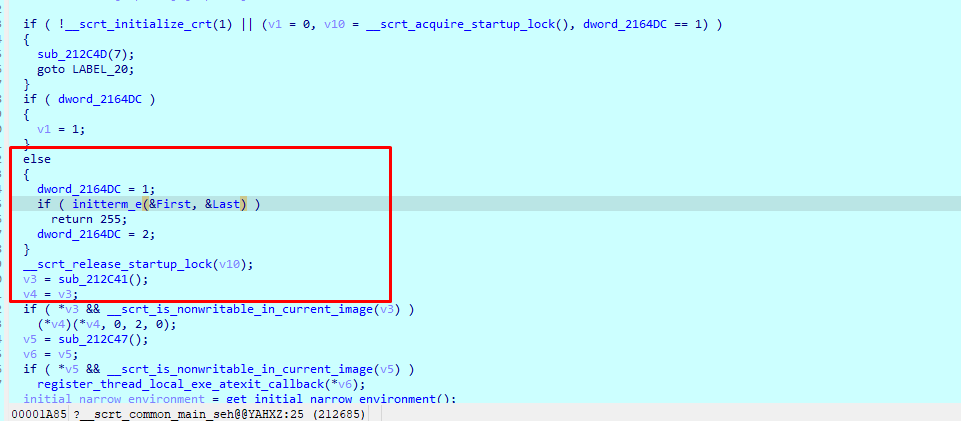 if ( !__scrt_initialize_crt(1) || (v1 = 0, v10 = __scrt_acquire_startup_lock(), dword_2164DC == 1) )
{
sub_212C4D(7);
goto LABEL_20;
}
if ( dword_2164DC )
{
v1 = 1;
}
else
{
dword_2164DC = 1;
if ( initterm_e(&First, &Last) )
return 255;
dword_2164DC = 2;
}
__scrt_release_startup_lock(v10);
v3 = sub_212C41();
v4 = v3;
if ( *v3 && __scrt_is_nonwritable_in_current_image(v3) )
(*v4)(*v4, 0, 2, 0);
v5 = sub_212C47();
v6 = v5;
if ( *v5 && __scrt_is_nonwritable_in_current_image(v5) )
register_thread_local_exe_atexit_callback(*v6);
initial_narrow_environment = get_initial_narrow_environment();
00001A85 ?__scrt_common_main_seh@@YAHXZ:25 (212685)